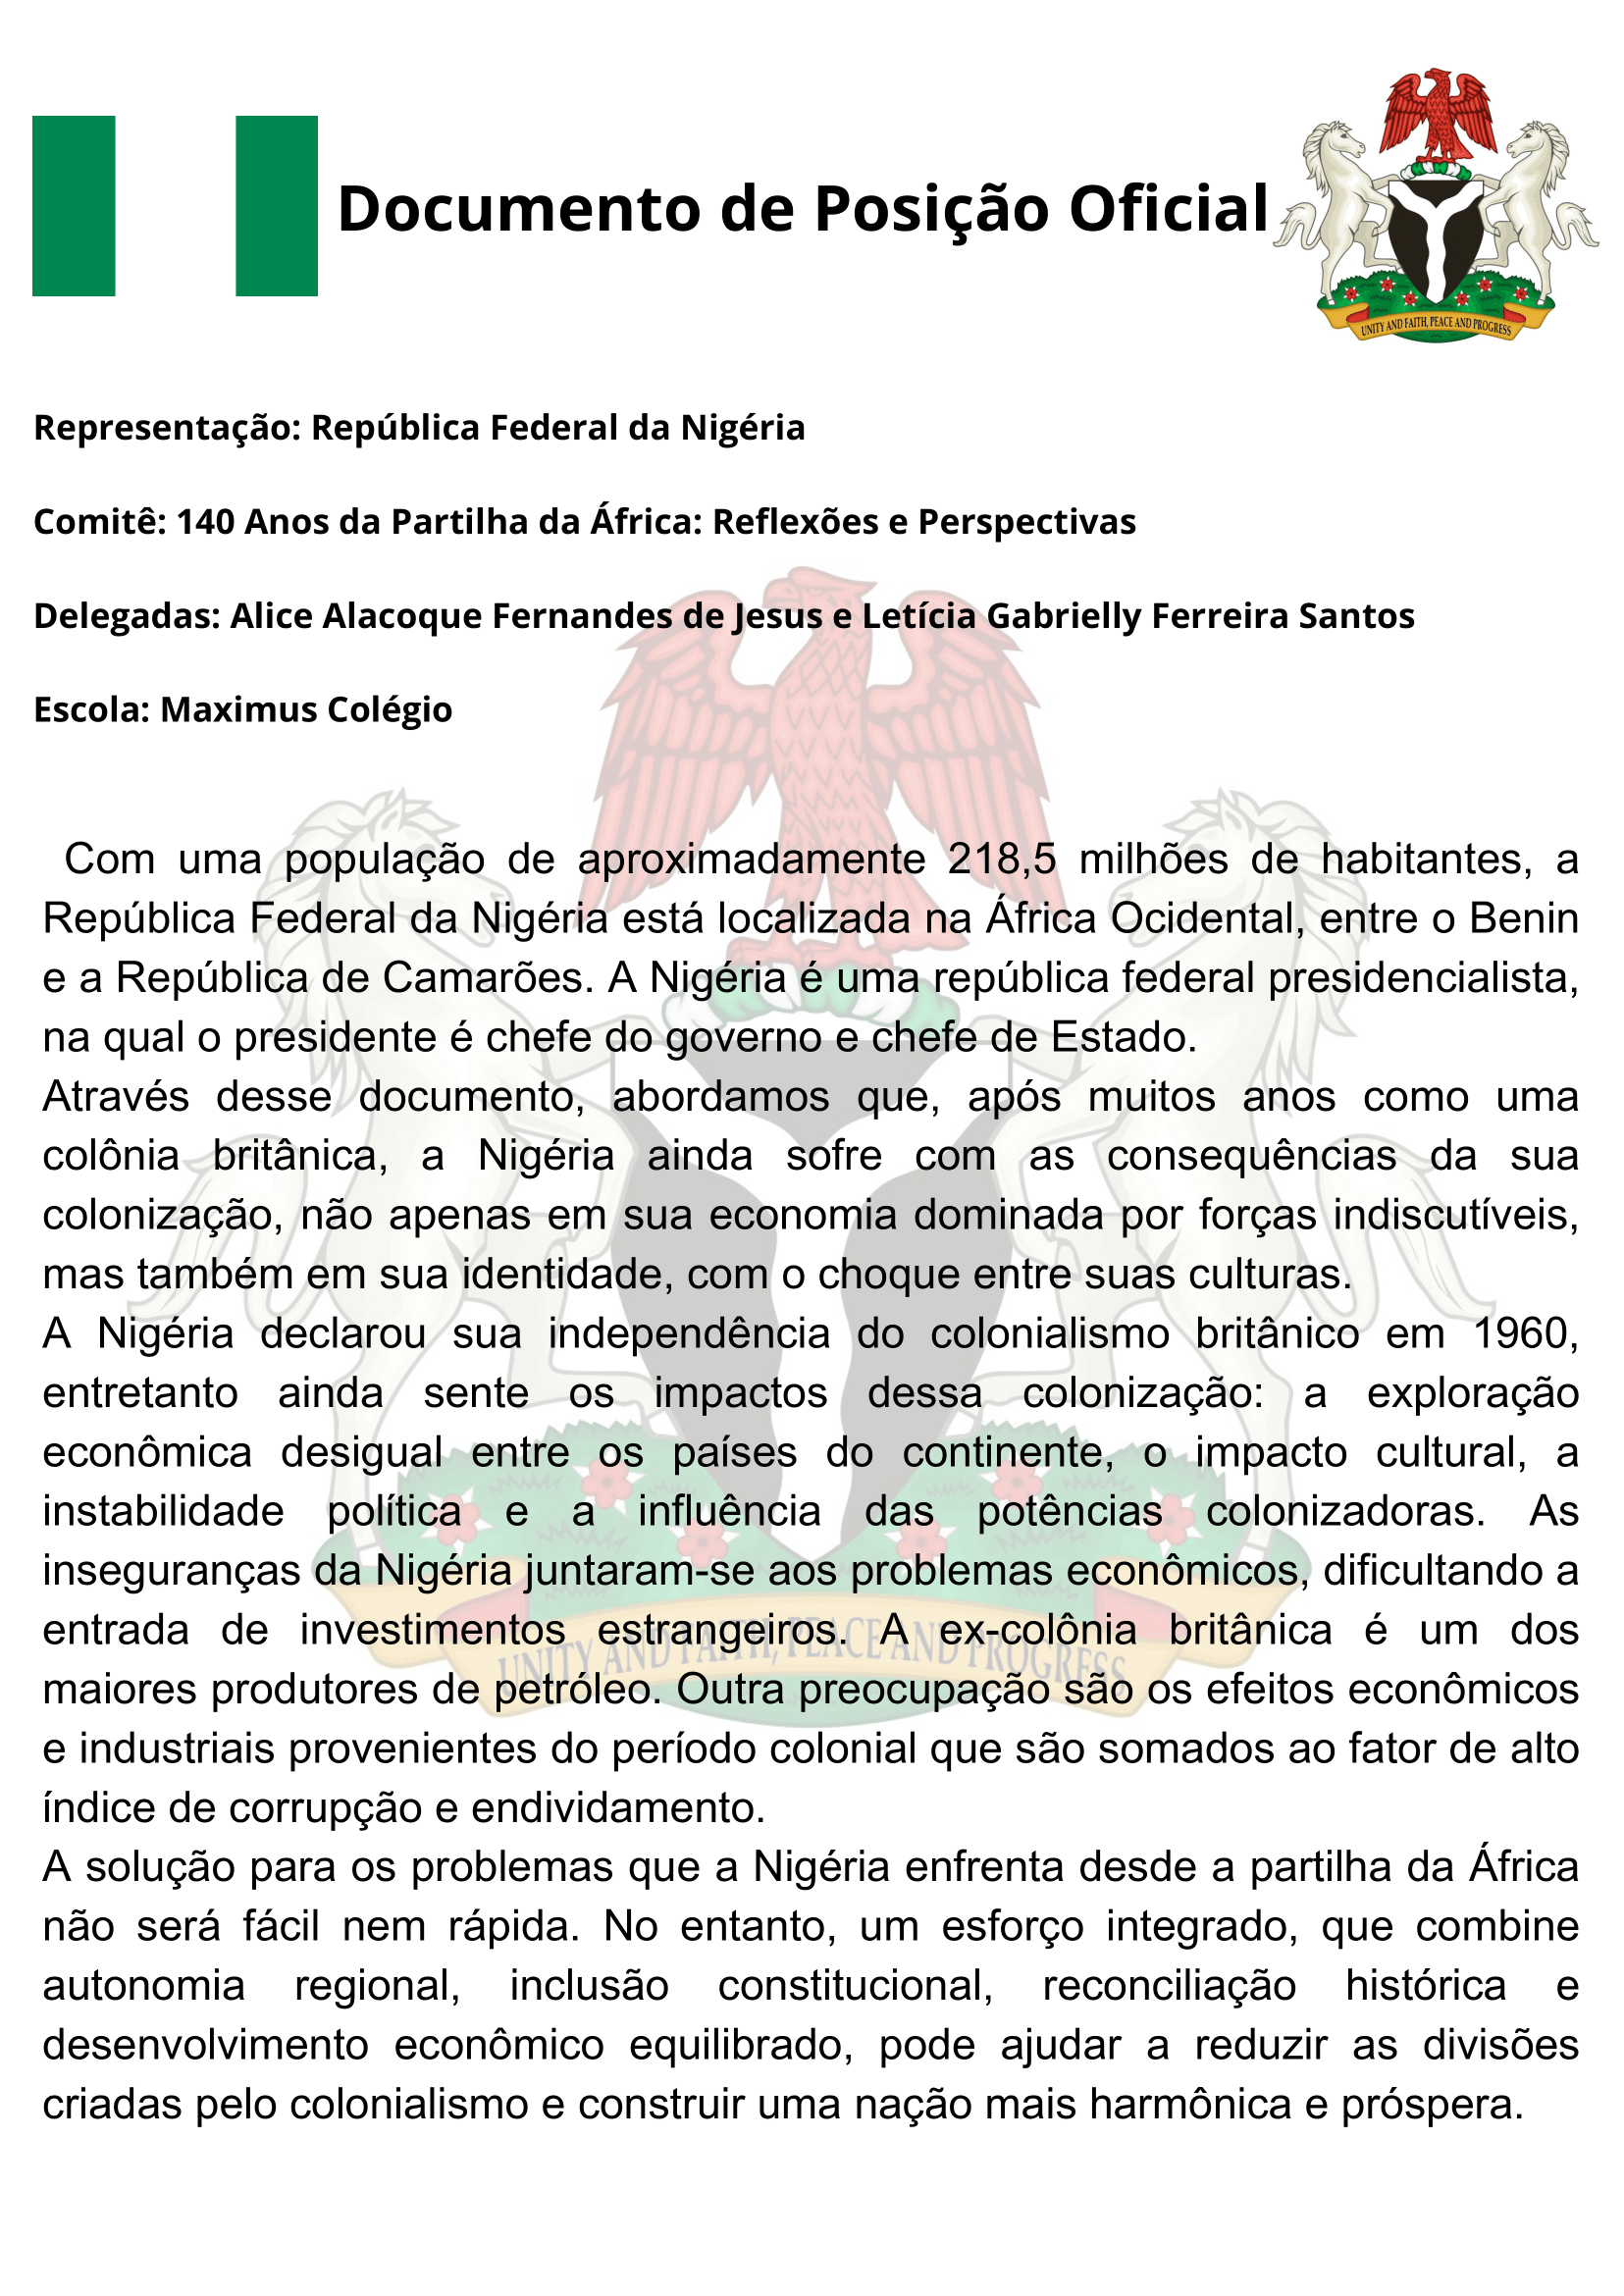 Documento de Posição Oficial
UNITY AND FAITH, PEACE AND PROGRESS
Representação: República Federal da Nigéria
Comitê: 140 Anos da Partilha da África: Reflexões e Perspectivas
Delegadas: Alice Alacoque Fernandes de Jesus e Letícia Gabrielly Ferreira Santos
Escola: Maximus Colégio
Com uma população de aproximadamente 218,5 milhões de habitantes, a
República Federal da Nigéria está localizada na África Ocidental, entre o Benin
e a República de Camarões. A Nigéria é uma república federal presidencialista,
na qual o presidente é chefe do governo e chefe de Estado.
Através desse documento, abordamos que, após muitos anos como uma
colônia britânica, a Nigéria ainda sofre com as consequências da sua
colonização, não apenas em sua economia dominada por forças indiscutíveis,
mas também em sua identidade, com o choque entre suas culturas.
A Nigéria declarou sua independência do colonialismo britânico em 1960,
entretanto ainda sente os impactos dessa colonização: a exploração
econômica desigual entre os países do continente, o impacto cultural, a
instabilidade política e a influência das potências colonizadoras. As
inseguranças da Nigéria juntaram-se aos problemas econômicos, dificultando a
entrada de investimentos estrangeiros. A ex-colônia britânica é um dos
UNITY AND FAITH, PEACE AND PROGRESS
maiores produtores de petróleo. Outra preocupação são os efeitos econômicos
e industriais provenientes do período colonial que são somados ao fator de alto
índice de corrupção e endividamento.
A solução para os problemas que a Nigéria enfrenta desde a partilha da África
não será fácil nem rápida. No entanto, um esforço integrado, que combine
autonomia regional, inclusão constitucional, reconciliação histórica e
desenvolvimento econômico equilibrado, pode ajudar a reduzir as divisões
criadas pelo colonialismo e construir uma nação mais harmônica e próspera.